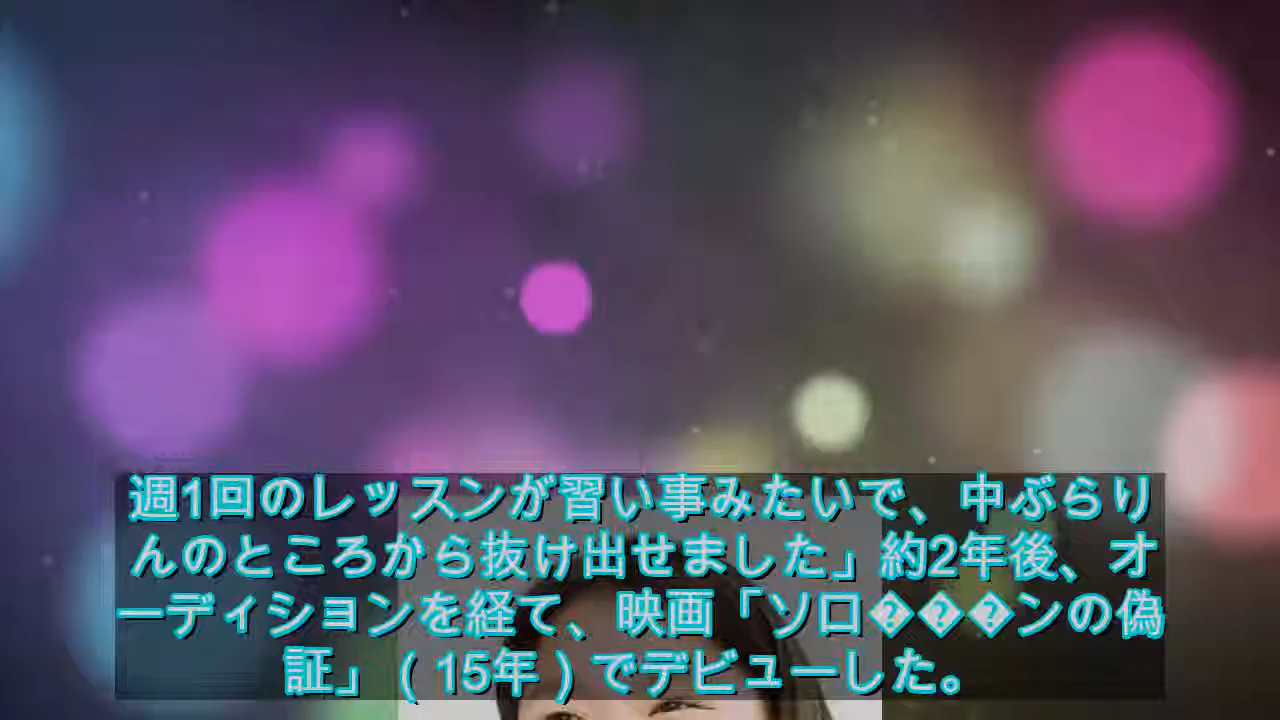 週1回のレッスンが習い事みたいで、中ぶらり
んのところから抜け出せました」約2年後、オ
ーディションを経て、映画「ソロ���ンの偽
証」（15年）でデビューした。